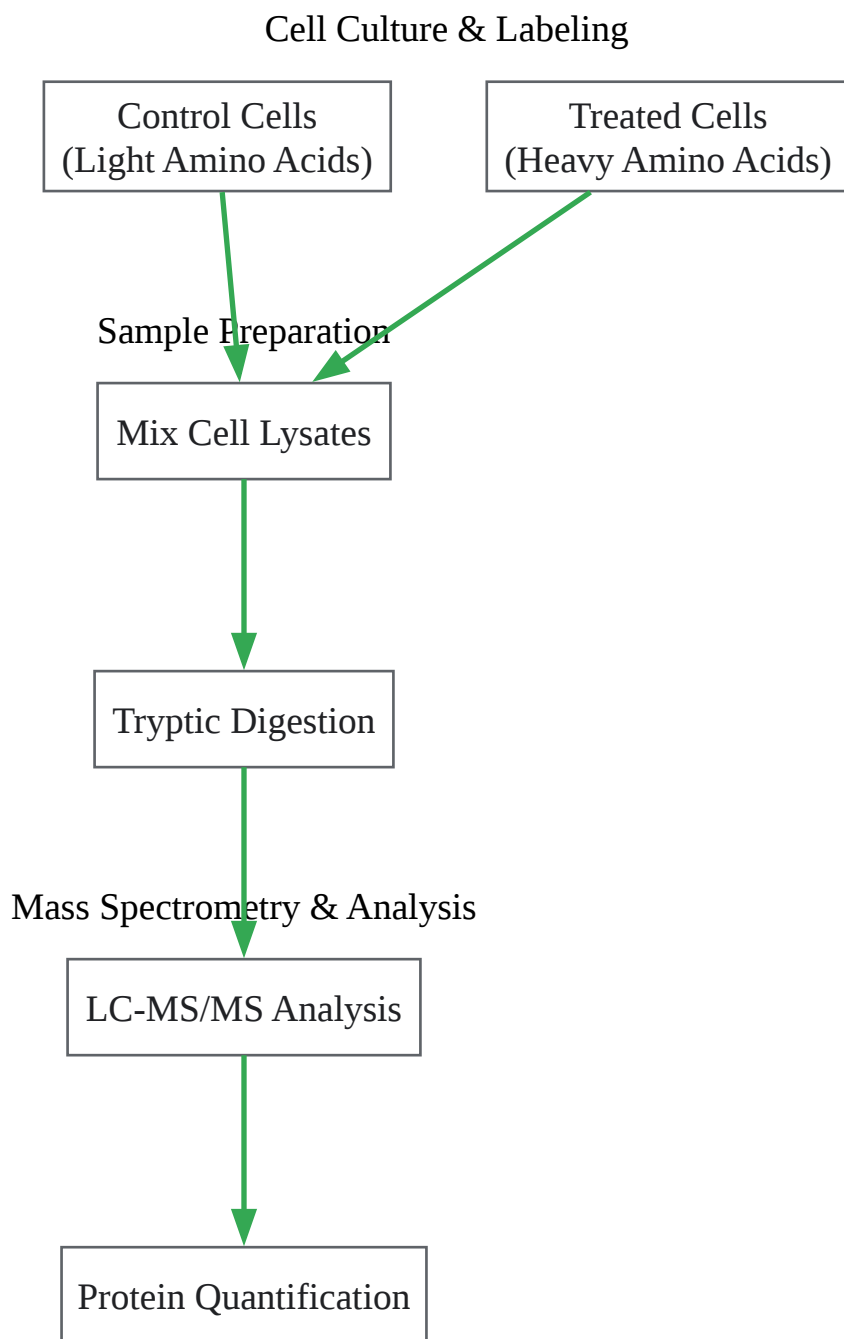 Cell Culture & Labeling
Control Cells
(Light Amino Acids)
Treated Cells
(Heavy Amino Acids)
Sample Preparation
Mix Cell Lysates
Tryptic Digestion
Mass Spectrometry & Analysis
LC-MS/MS Analysis
Protein Quantification